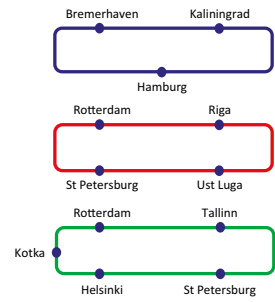 Bremerhaven Kaliningrad
Hamburg
Rotterdam Riga
St Petersburg Ust Luga
Rotterdam Tallinn
Kotka
Helsinki St Petersburg